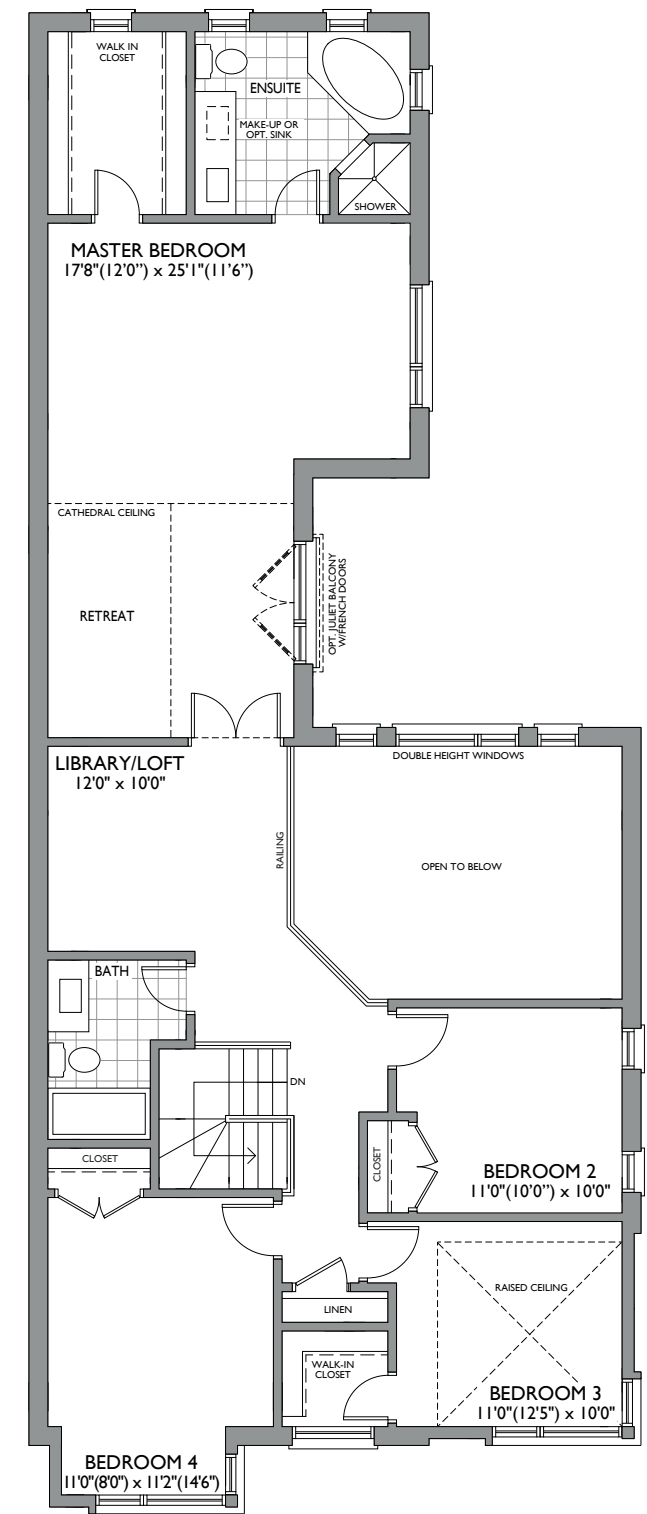 WALK IN
CLOSET
ENSUITE
MAKE-UP OR
OPT. SINK
SHOWER
MASTER BEDROOM
17'8"(12'0") x 25'1"(11'6")
CATHEDRAL CEILING
RETREAT
OPT. JULIET BALCONY
W/FRENCH DOORS
LIBRARY/LOFT
12'0" x 10'0"
DOUBLE HEIGHT WINDOWS
RAILING
OPEN TO BELOW
BATH
DN
CLOSET
CLOSET
BEDROOM 2
11'0"(10'0") x 10'0"
RAISED CEILING
LINEN
WALK-IN
CLOSET
BEDROOM 3
11'0"(12'5") x 10'0"
BEDROOM 4
11'0"(8'0") x 11'2"(14'6")